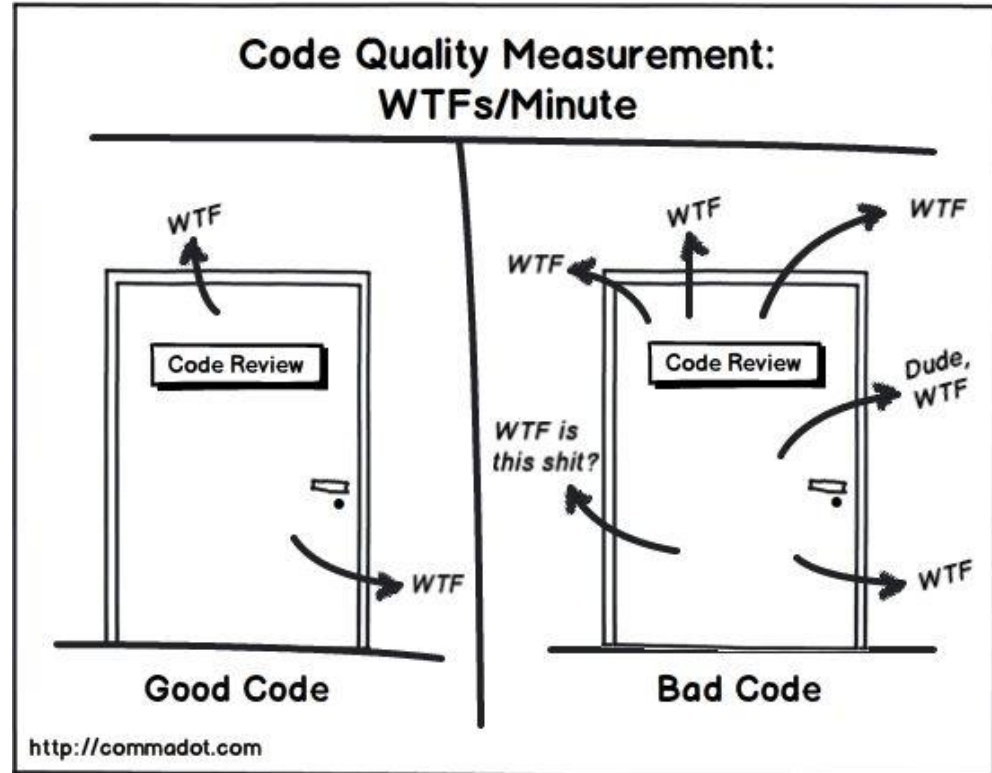 Code Quality Measurement:
WTFs/Minute
WTF
Code Review
WTF
Good Code
WTF
WTF
WTF
Code Review
Dude,
WTF
WTF is
this shit?
WTF
Bad Code
http://commadot.com